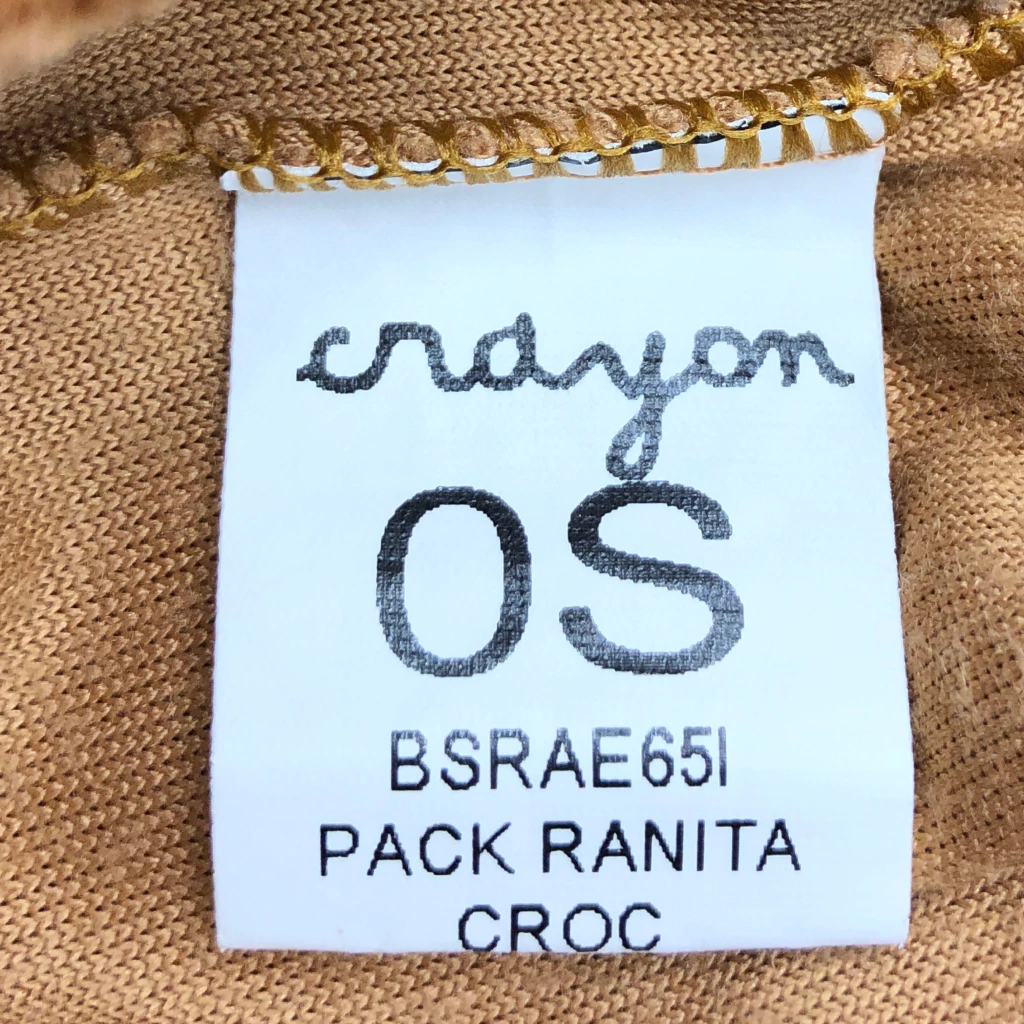 crayon
OS
BSRAE65I
PACK RANITA
CROC